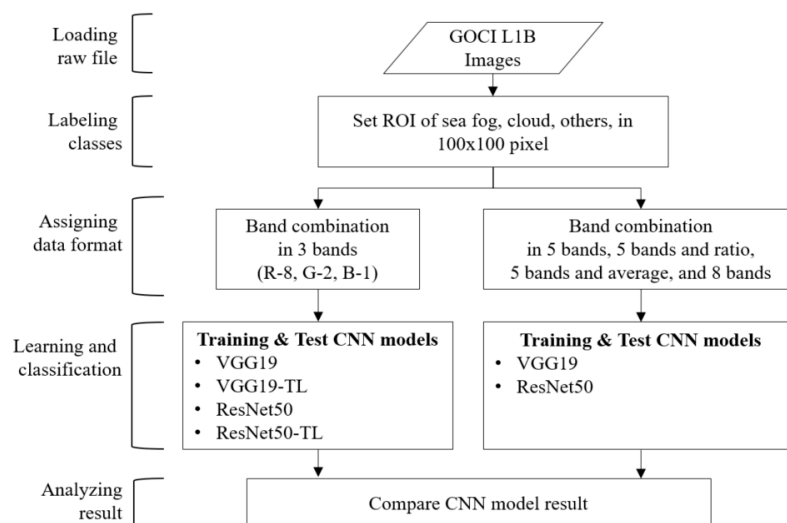 Loading
raw file
GOCI L1B
Images
Labeling
classes
Set ROI of sea fog, cloud, others, in
100x100 pixel
Assigning
data format
Band combination
in 3 bands
(R-8, G-2, B-1)
Band combination
in 5 bands, 5 bands and ratio,
5 bands and average, and 8 bands
Learning and
classification
Training & Test CNN models
• VGG19
• VGG19-TL
• ResNet50
• ResNet50-TL
Training & Test CNN models
• VGG19
• ResNet50
Analyzing
result
Compare CNN model result